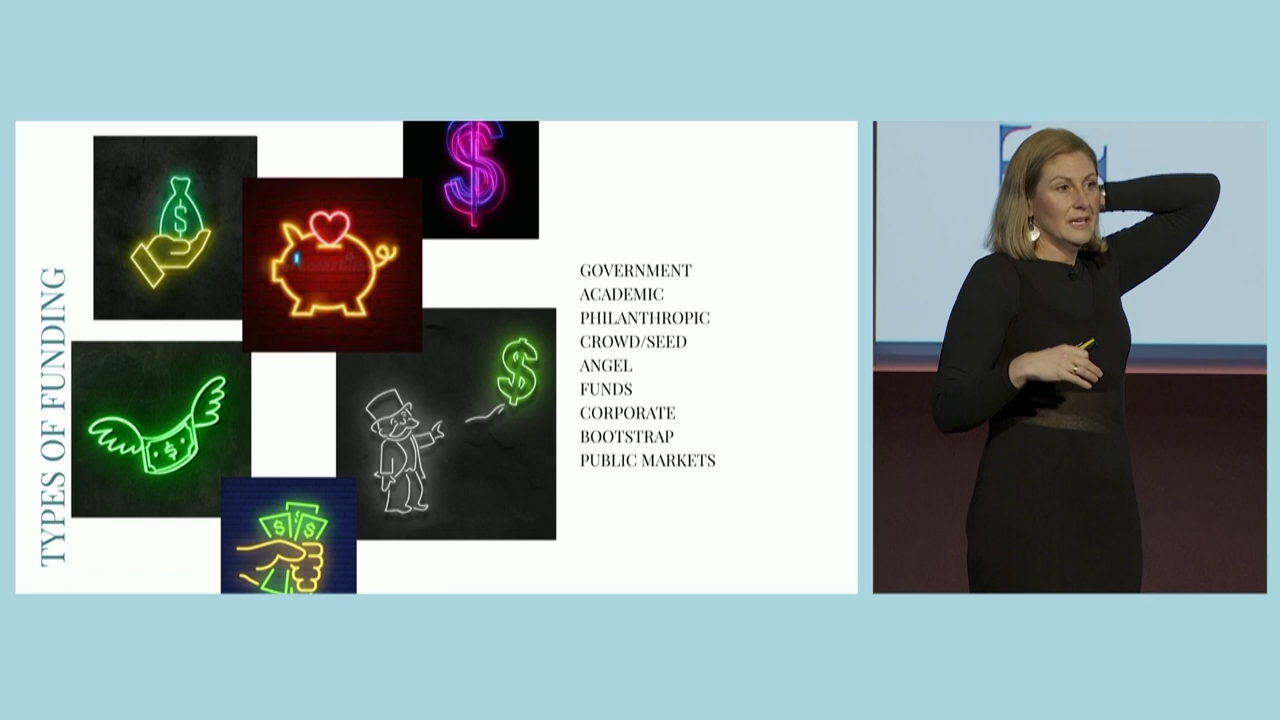 TYPES OF FUNDING
GOVERNMENT
ACADEMIC
PHILANTHROPIC
CROWD/SEED
ANGEL
FUNDS
CORPORATE
BOOTSTRAP
PUBLIC MARKETS